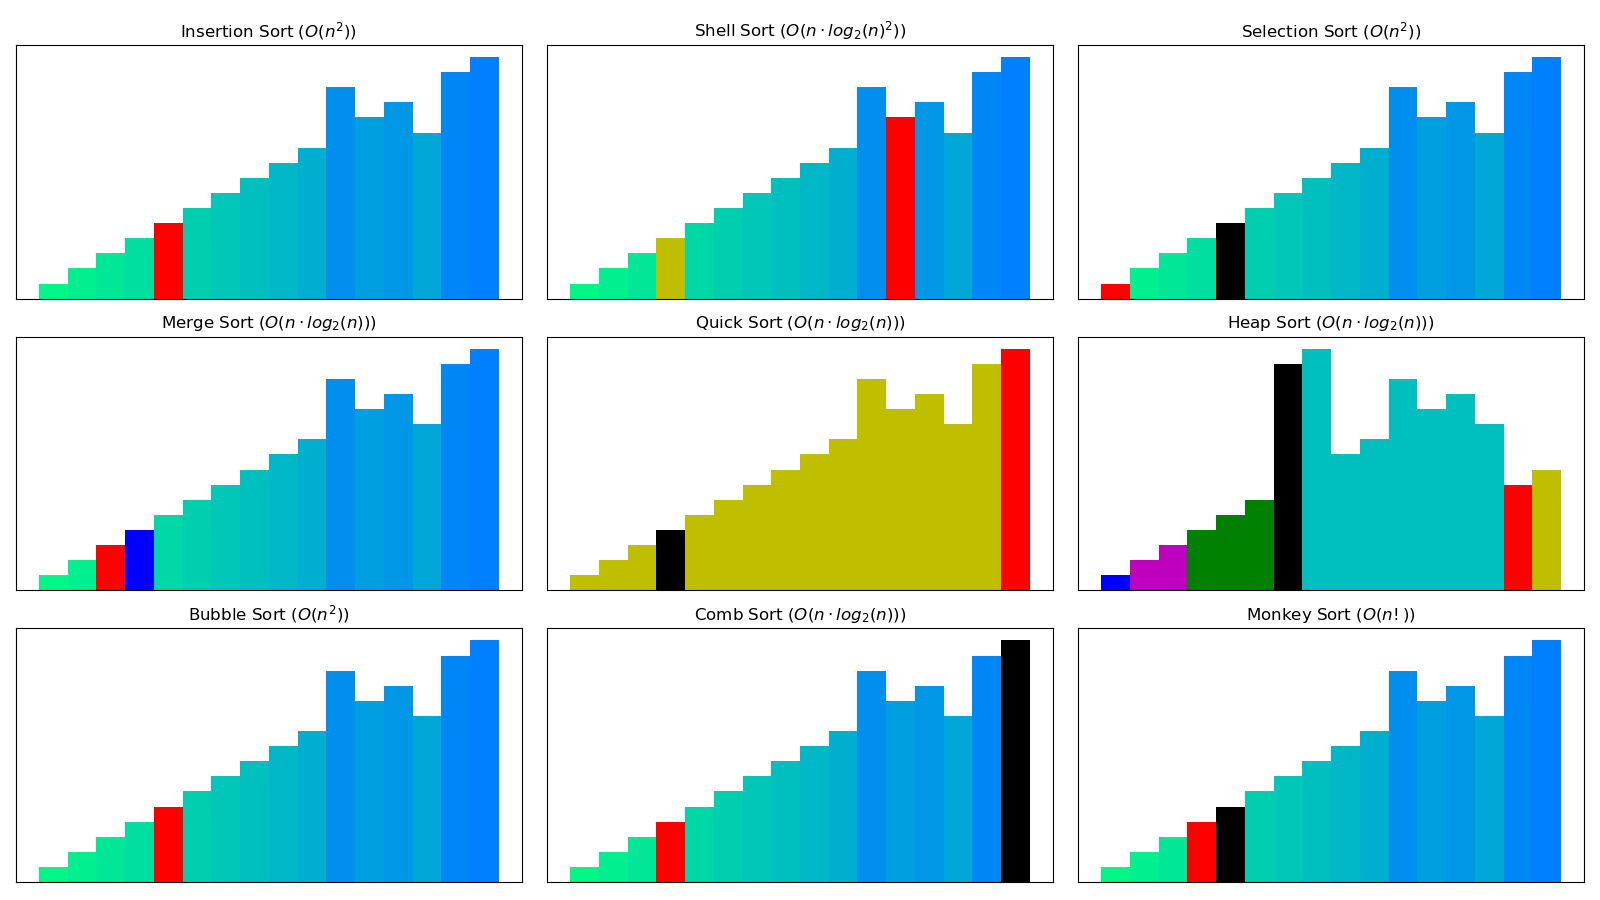 Insertion Sort (O(n²))
Shell Sort (O(n · log₂(n)²))
Selection Sort (O(n²))
Merge Sort (O(n · log₂(n)))
Quick Sort (O(n · log₂(n)))
Heap Sort (O(n · log₂(n)))
Bubble Sort (O(n²))
Comb Sort (O(n · log₂(n)))
Monkey Sort (O(n!))